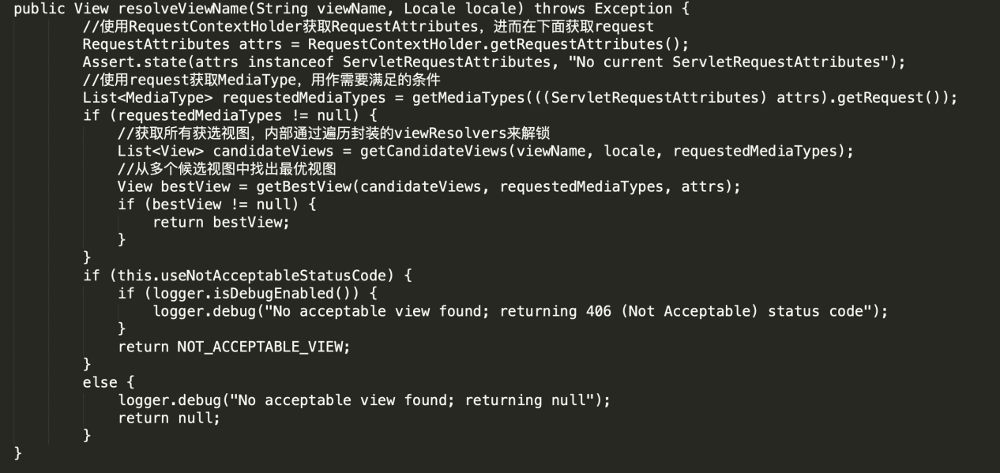 public View resolveViewName(String viewName, Locale locale) throws Exception {
//使用RequestContextHolder获取RequestAttributes，进而在下面获取request
RequestAttributes attrs = RequestContextHolder.getRequestAttributes();
Assert.state(attrs instanceof ServletRequestAttributes, "No current ServletRequestAttributes");
//使用request获取MediaType，用作需要满足的条件
List<MediaType> requestedMediaTypes = getMediaTypes(((ServletRequestAttributes) attrs).getRequest());
if (requestedMediaTypes != null) {
//获取所有获选视图，内部通过遍历封装的viewResolvers来解锁
List<View> candidateViews = getCandidateViews(viewName, locale, requestedMediaTypes);
//从多个候选视图中找出最优视图
View bestView = getBestView(candidateViews, requestedMediaTypes, attrs);
if (bestView != null) {
return bestView;
}
}
if (this.useNotAcceptableStatusCode) {
if (logger.isDebugEnabled()) {
logger.debug("No acceptable view found; returning 406 (Not Acceptable) status code");
}
return NOT_ACCEPTABLE_VIEW;
}
else {
logger.debug("No acceptable view found; returning null");
return null;
}
}